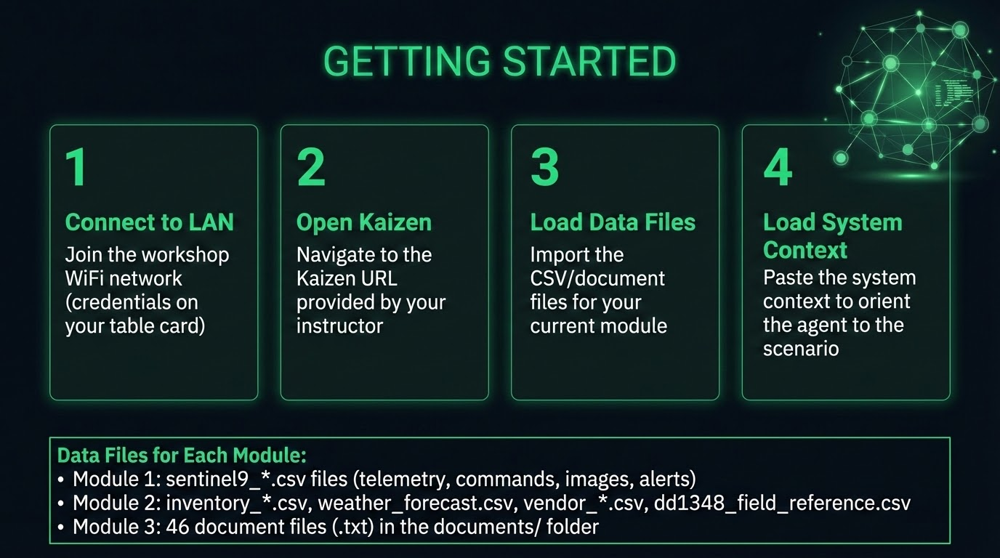 GETTING STARTED
1
Connect to LAN
Join the workshop
WiFi network
(credentials on
your table card)
2
Open Kaizen
Navigate to the
Kaizen URL
provided by your
instructor
3
Load Data Files
Import the
CSV/document
files for your
current module
4
Load System
Context
Paste the system
context to orient
the agent to the
scenario
Data Files for Each Module:
• Module 1: sentinel9_*.csv files (telemetry, commands, images, alerts)
• Module 2: inventory_*.csv, weather_forecast.csv, vendor_*.csv, dd1348_field_reference.csv
• Module 3: 46 document files (.txt) in the documents/ folder